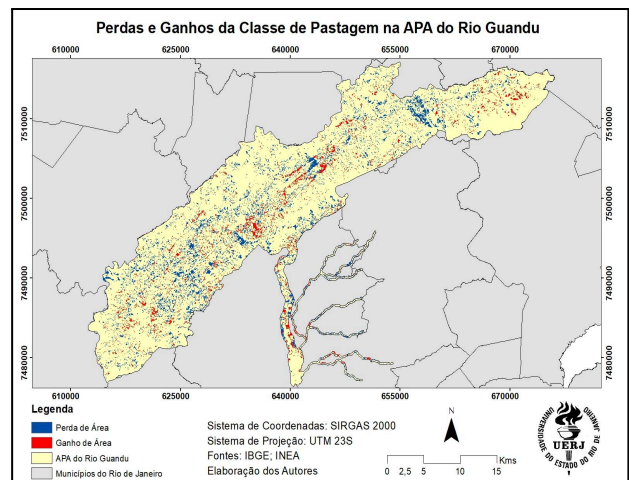 Perdas e Ganhos da Classe de Pastagem na APA do Rio Guandu
610000 625000 640000 655000 670000
7510000 7510000
7500000 7500000
7490000 7490000
7480000 7480000
610000 625000 640000 655000 670000
Legenda
Perda de Área
Ganho de Área
APA do Rio Guandu
Municípios do Rio de Janeiro
Sistema de Coordenadas: SIRGAS 2000
Sistema de Projeção: UTM 23S
Fontes: IBGE; INEA
Elaboração dos Autores
N
Kms
0 2,5 5 10 15
UERJ
UNIVERSIDADE DO ESTADO DO RIO DE JANEIRO